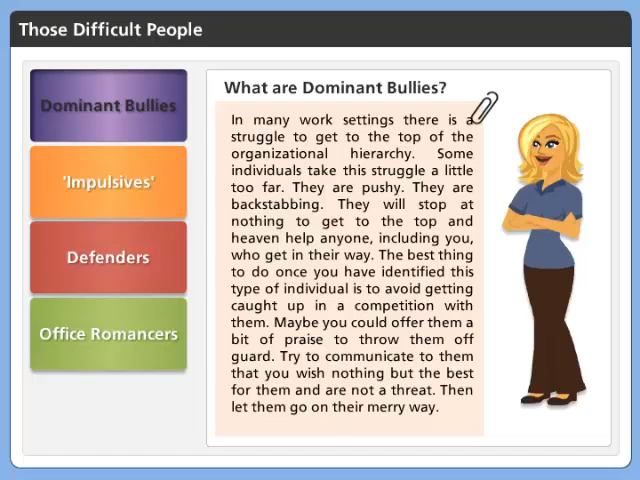 Those Difficult People
Dominant Bullies
'Impulsives'
Defenders
Office Romancers
What are Dominant Bullies?
In many work settings there is a
struggle to get to the top of the
organizational hierarchy. Some
individuals take this struggle a little
too far. They are pushy. They are
backstabbing. They will stop at
nothing to get to the top and
heaven help anyone, including you,
who get in their way. The best thing
to do once you have identified this
type of individual is to avoid getting
caught up in a competition with
them. Maybe you could offer them a
bit of praise to throw them off
guard. Try to communicate to them
that you wish nothing but the best
for them and are not a threat. Then
let them go on their merry way.